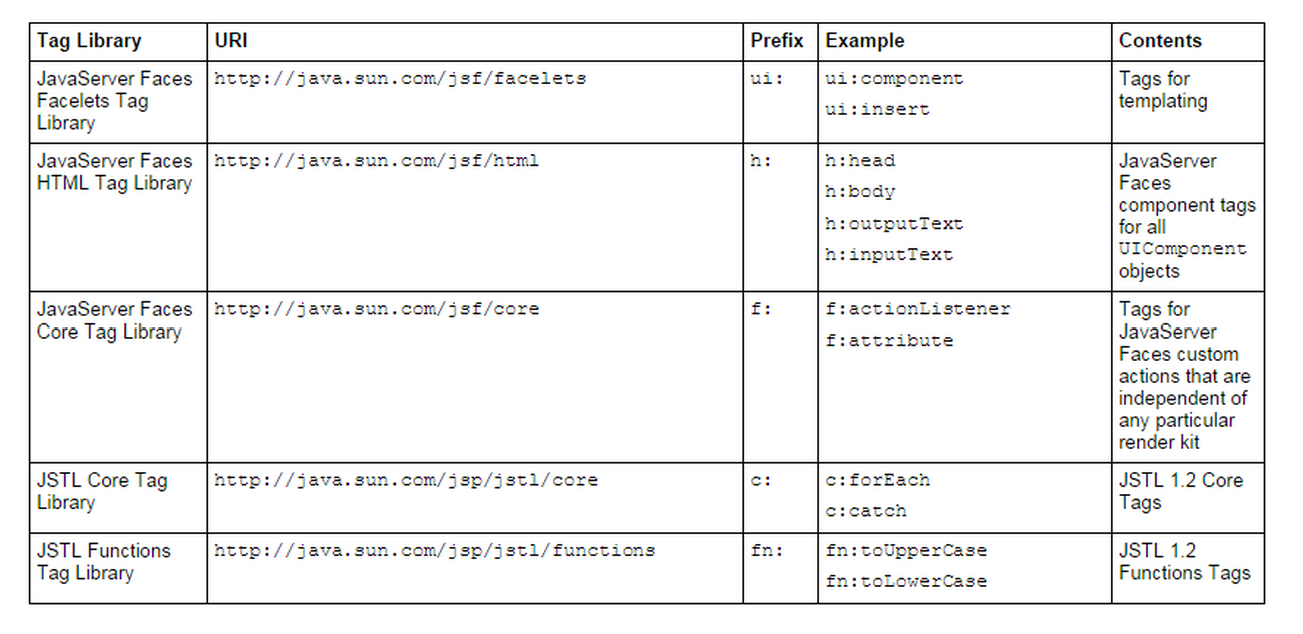 Tag Library URI Prefix Example Contents
JavaServer Faces http://java.sun.com/jsf/facelets ui: ui:component Tags for
Facelets Tag ui:insert templating
Library
JavaServer Faces http://java.sun.com/jsf/html h: h:head JavaServer
HTML Tag Library h:body Faces
h:outputText component tags
h:inputText for all
UIComponent
objects
JavaServer Faces http://java.sun.com/jsf/core f: f:actionListener Tags for
Core Tag Library f:attribute JavaServer
Faces custom
actions that are
independent of
any particular
render kit
JSTL Core Tag http://java.sun.com/jsp/jstl/core c: c:forEach JSTL 1.2 Core
Library c:catch Tags
JSTL Functions http://java.sun.com/jsp/jstl/functions fn: fn:toUpperCase JSTL 1.2
Tag Library fn:toLowerCase Functions Tags